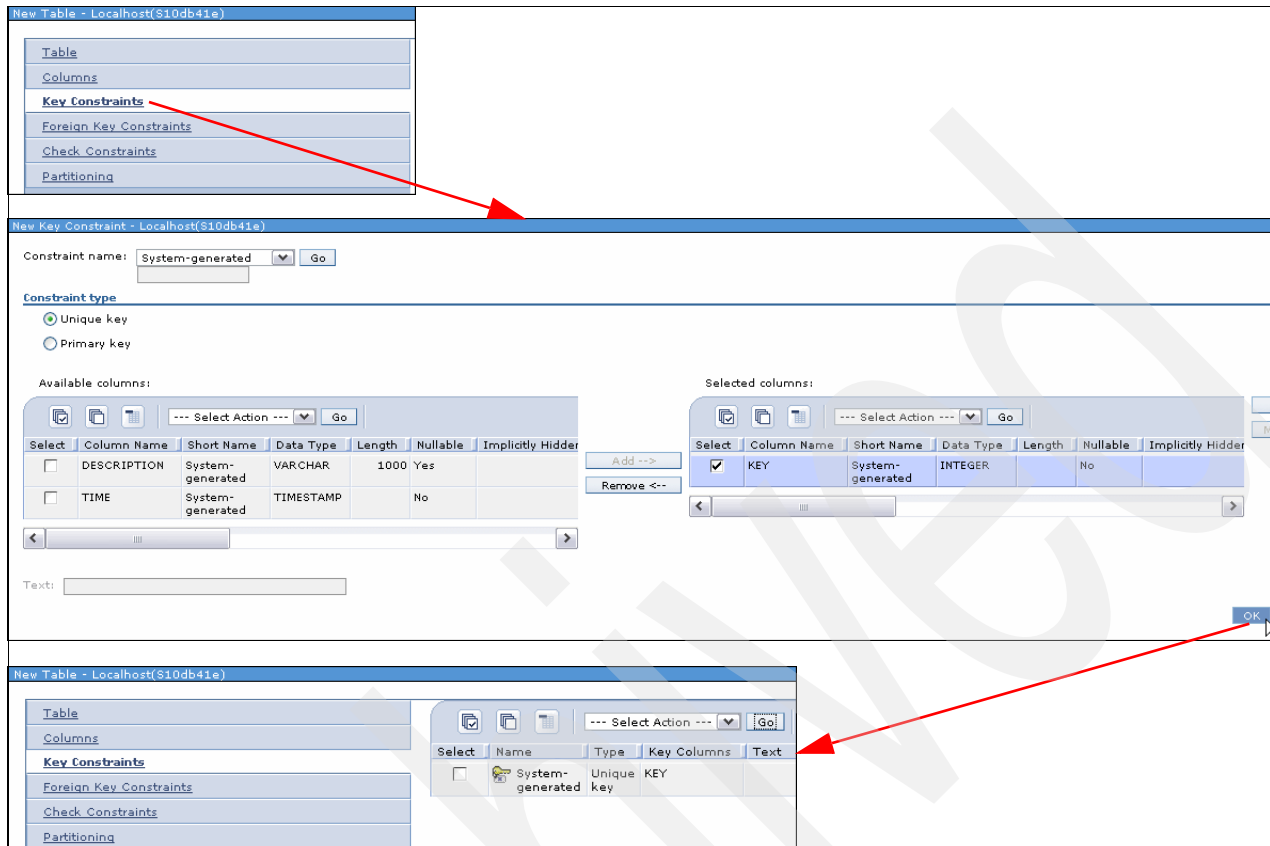 New Table - Localhost(S10db41e)
Table
Columns
Key Constraints
Foreign Key Constraints
Check Constraints
Partitioning
New Key Constraint - Localhost(S10db41e)
Constraint name: System-generated Go
Constraint type
Unique key
Primary key
Available columns: Selected columns:
--- Select Action --- Go --- Select Action --- Go
Select Column Name Short Name Data Type Length Nullable Implicitly Hidden Select Column Name Short Name Data Type Length Nullable Implicitly Hidden
DESCRIPTION System- VARCHAR 1000 Yes Add --> KEY System- INTEGER No
generated Remove <-- generated
TIME System- TIMESTAMP No
generated
Text:
OK
New Table - Localhost(S10db41e)
Table --- Select Action --- Go
Columns
Select Name Type Key Columns Text
Key Constraints
System- Unique KEY
Foreign Key Constraints generated key
Check Constraints
Partitioning